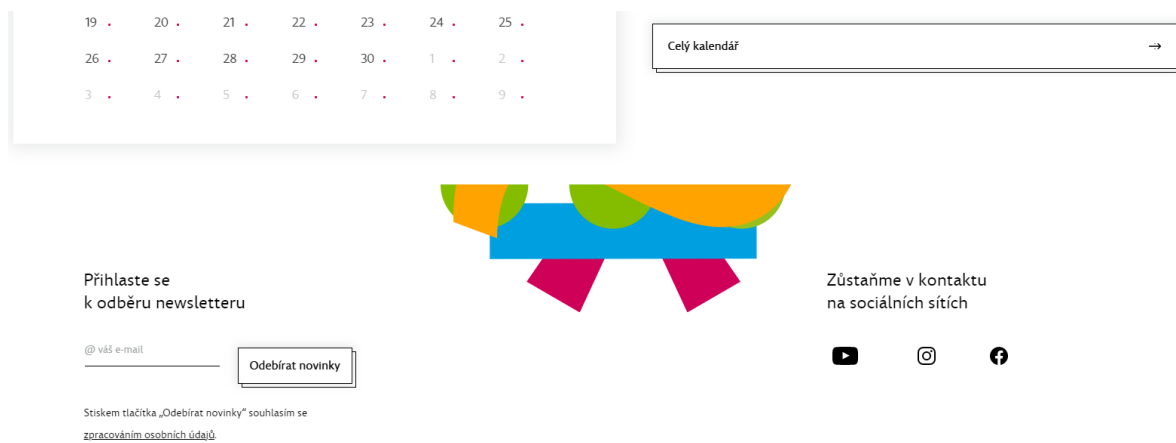 19 20 21 22 23 24 25
26 27 28 29 30 1 2
3 4 5 6 7 8 9
Celý kalendář →
Přihlaste se
k odběru newsletteru
@ váš e-mail
Odebírat novinky
Stiskem tlačítka „Odebírat novinky“ souhlasím se
zpracováním osobních údajů.
Zůstaňme v kontaktu
na sociálních sítích